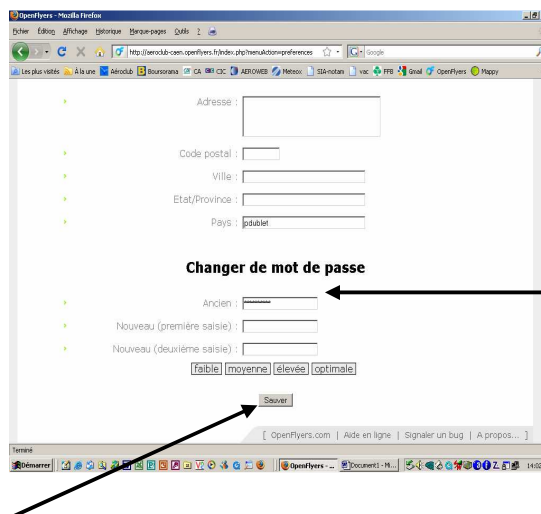 OpenFlyers - Mozilla Firefox
Fichier Édition Affichage Historique Marque-pages Outils ?
http://aeroclub-caen.openflyers.fr/index.php?menuAction=preferences Google
Les plus visités À la une Aéroclub Boursorama CA CIC AEROWEB Meteox SIA-notam vac FFB Gmail OpenFlyers Mappy
Adresse :
Code postal :
Ville :
Etat/Province :
Pays : pdublet
Changer de mot de passe
Ancien :
Nouveau (première saisie) :
Nouveau (deuxième saisie) :
faible moyenne élevée optimale
Sauver
[ OpenFlyers.com | Aide en ligne | Signaler un bug | A propos... ]
Terminé
Démarrer OpenFlyers - ... Document1 - Mi... 14:02